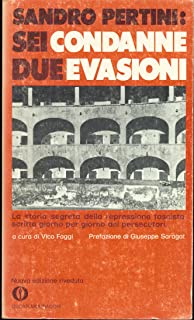 SANDRO PERTINI:
SEI CONDANNE
DUE EVASIONI
La storia segreta della repressione fascista
scritta giorno per giorno dai persecutori.
a cura di Vico Faggi Prefazione di Giuseppe Saragat
Nuova edizione riveduta
OSCAR MONDADORI